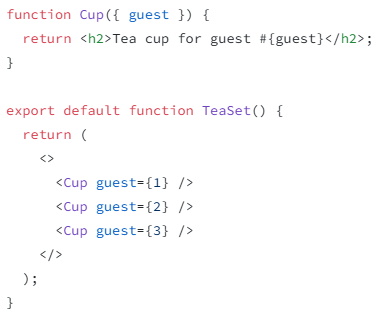 function Cup({ guest }) {
  return <h2>Tea cup for guest #{guest}</h2>;
}

export default function TeaSet() {
  return (
    <>
      <Cup guest={1} />
      <Cup guest={2} />
      <Cup guest={3} />
    </>
  );
}